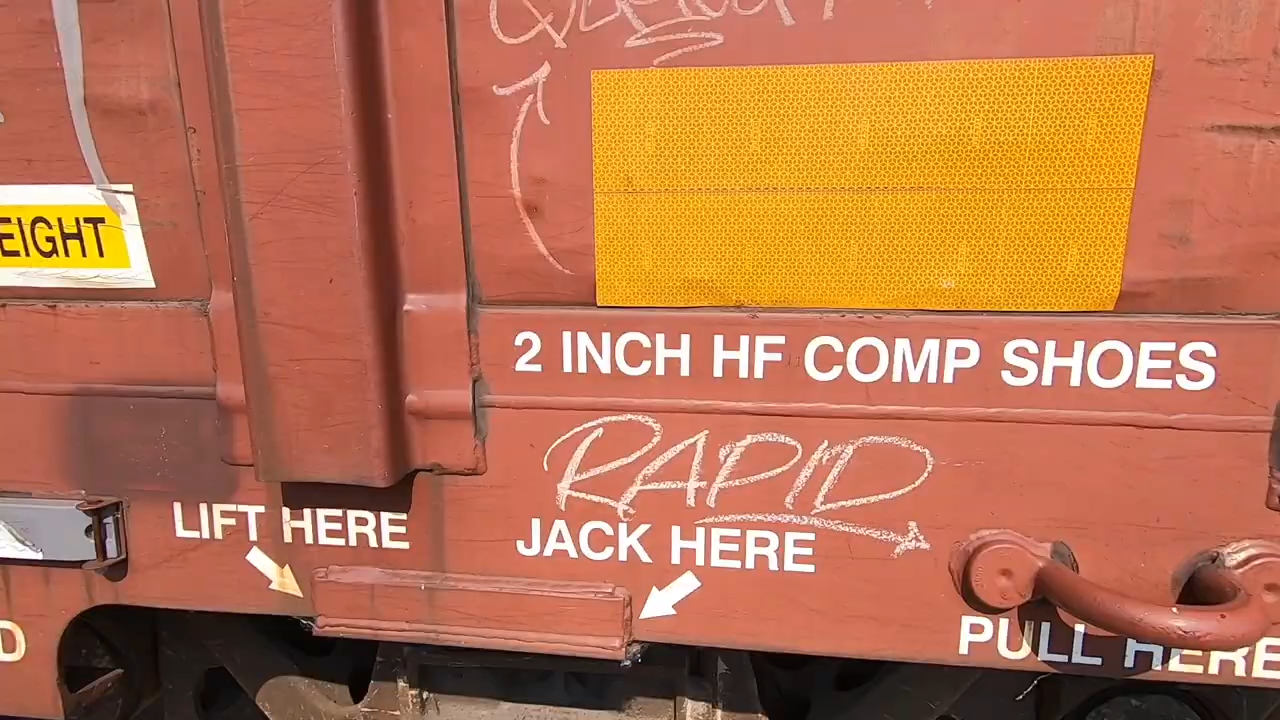 EIGHT
2 INCH HF COMP SHOES
RAPID
LIFT HERE
JACK HERE
PULL HERE
D